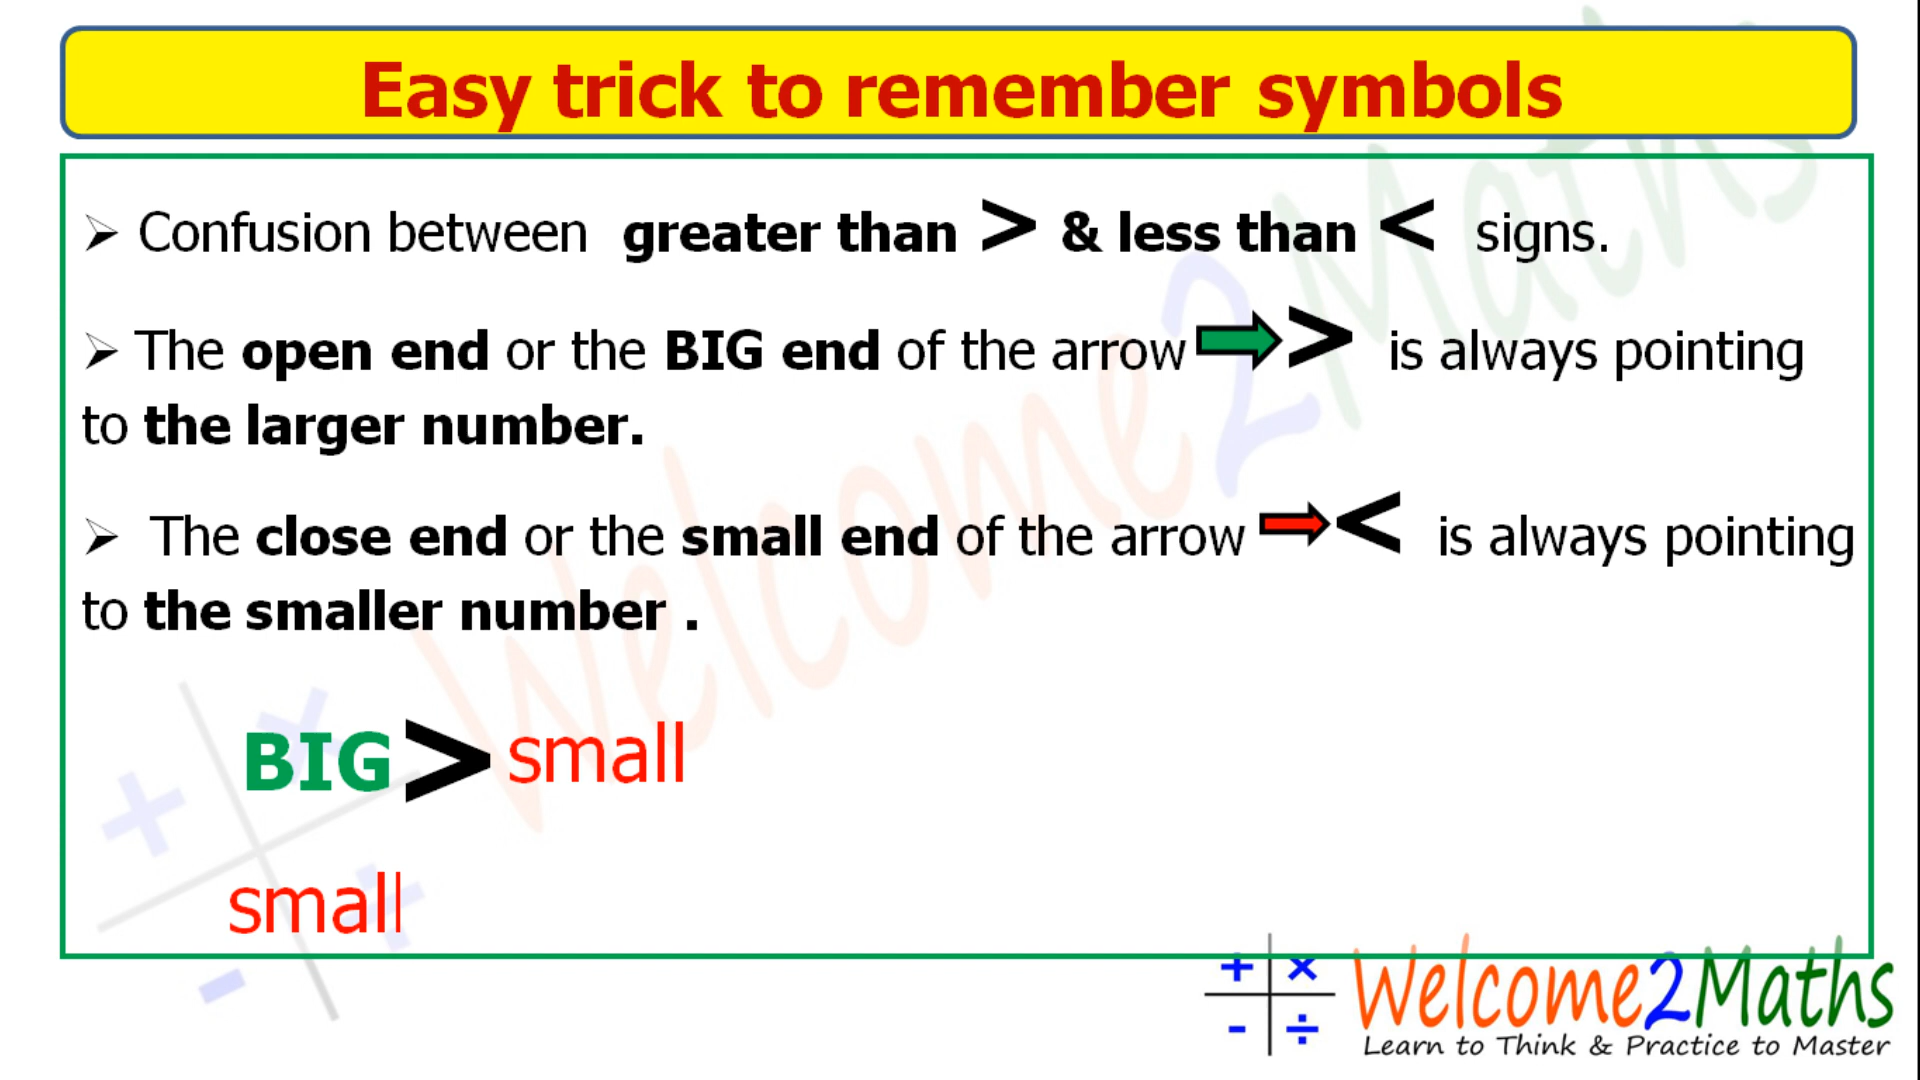 Easy trick to remember symbols
➢ Confusion between greater than > & less than < signs.
➢ The open end or the BIG end of the arrow > is always pointing
to the larger number.
➢ The close end or the small end of the arrow < is always pointing
to the smaller number .
BIG > small
small
+ × Welcome2Maths
- ÷ Learn to Think & Practice to Master